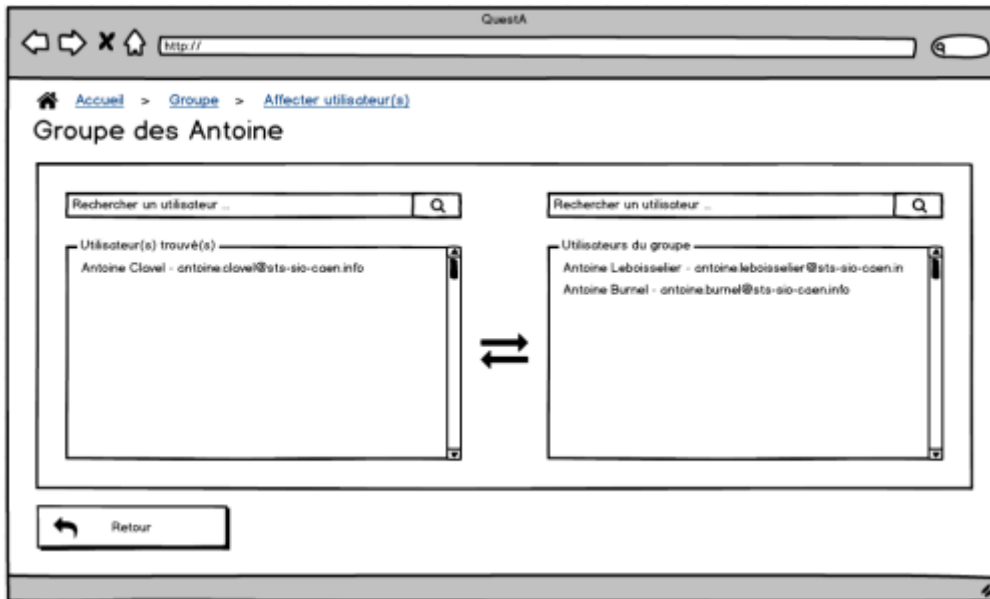 QuestA
http://
Accueil > Groupe > Affecter utilisateur(s)
Groupe des Antoine
Rechercher un utilisateur ...
Rechercher un utilisateur ...
Utilisateur(s) trouvé(s)
Antoine Clavel - antoine.clavel@sts-sio-caen.info
Utilisateurs du groupe
Antoine Leboisselier - antoine.leboisselier@sts-sio-caen.in
Antoine Burnel - antoine.burnel@sts-sio-caen.info
Retour